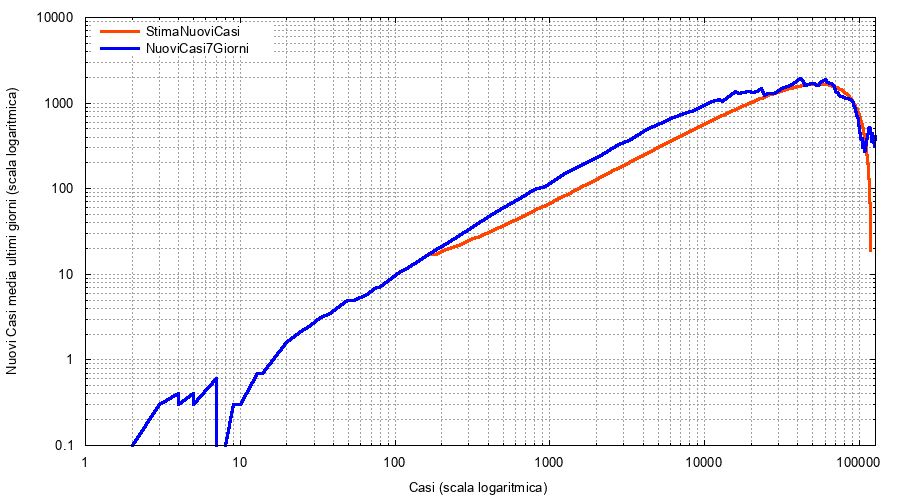 10000
1000
100
10
1
0.1
StimaNuoviCasi
NuoviCasi7Giorni
Nuovi Casi media ultimi giorni (scala logaritmica)
1 10 100 1000 10000 100000
Casi (scala logaritmica)